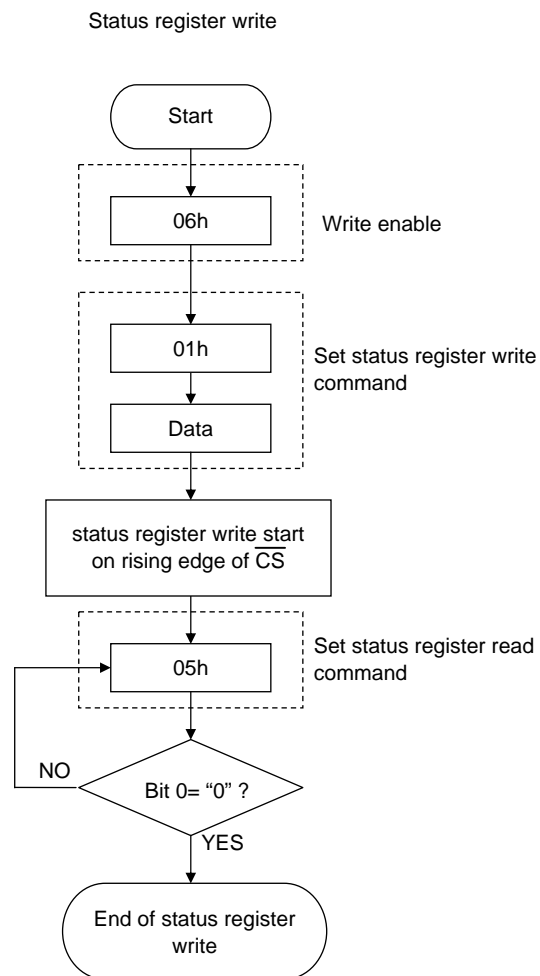 Status register write
Start
06h
Write enable
01h
Set status register write
command
Data
status register write start
on rising edge of C̅S̅
05h
Set status register read
command
NO
Bit 0= “0” ?
YES
End of status register
write